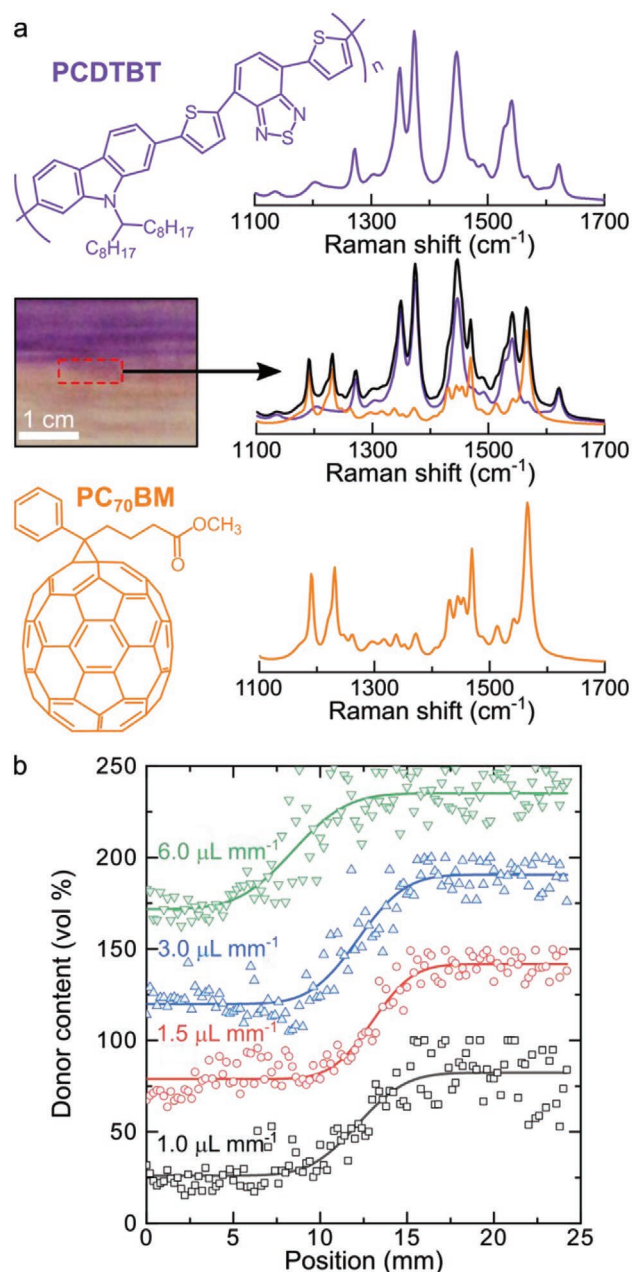 a
PCDTBT
S
n
S
N
S
N
N
C₈H₁₇
C₈H₁₇
1100 1300 1500 1700
Raman shift (cm⁻¹)
1 cm
1100 1300 1500 1700
Raman shift (cm⁻¹)
PC₇₀BM
OCH₃
O
1100 1300 1500 1700
Raman shift (cm⁻¹)
b
Donor content (vol %)
250
200
150
100
50
0
6.0 µL mm⁻¹
3.0 µL mm⁻¹
1.5 µL mm⁻¹
1.0 µL mm⁻¹
0 5 10 15 20 25
Position (mm)